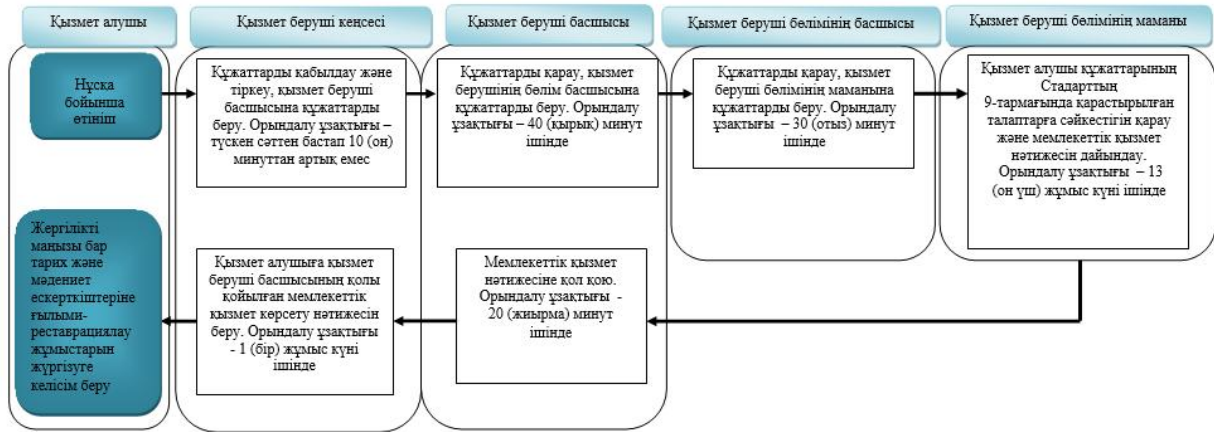 Қызмет алушы
Қызмет беруші кеңсесі
Қызмет беруші басшысы
Қызмет беруші бөлімінің басшысы
Қызмет беруші бөлімінің маманы
Нұсқа
бойынша
өтініш
Құжаттарды қабылдау және
тіркеу, қызмет беруші
басшысына құжаттарды
беру. Орындалу ұзақтығы –
түскен сәттен бастап 10 (он)
минуттан артық емес
Құжаттарды қарау, қызмет
берушінің бөлім басшысына
құжаттарды беру. Орындалу
ұзақтығы – 40 (қырық) минут
ішінде
Құжаттарды қарау, қызмет
беруші бөлімінің маманына
құжаттарды беру. Орындалу
ұзақтығы – 30 (отыз) минут
ішінде
Қызмет алушы құжаттарының
Стадарттың
9-тармағында қарастырылған
талаптарға сәйкестігін қарау
және мемлекеттік қызмет
нәтижесін дайындау.
Орындалу ұзақтығы – 13
(он үш) жұмыс күні ішінде
Жергілікті
маңызы бар
тарих және
мәдениет
ескерткіштеріне
ғылыми-
реставрациялау
жұмыстарын
жүргізуге
келісім беру
Қызмет алушыға қызмет
беруші басшысының қолы
қойылған мемлекеттік
қызмет көрсету нәтижесін
беру. Орындалу ұзақтығы
- 1 (бір) жұмыс күні
ішінде
Мемлекеттік қызмет
нәтижесіне қол қою.
Орындалу ұзақтығы -
20 (жиырма) минут
ішінде